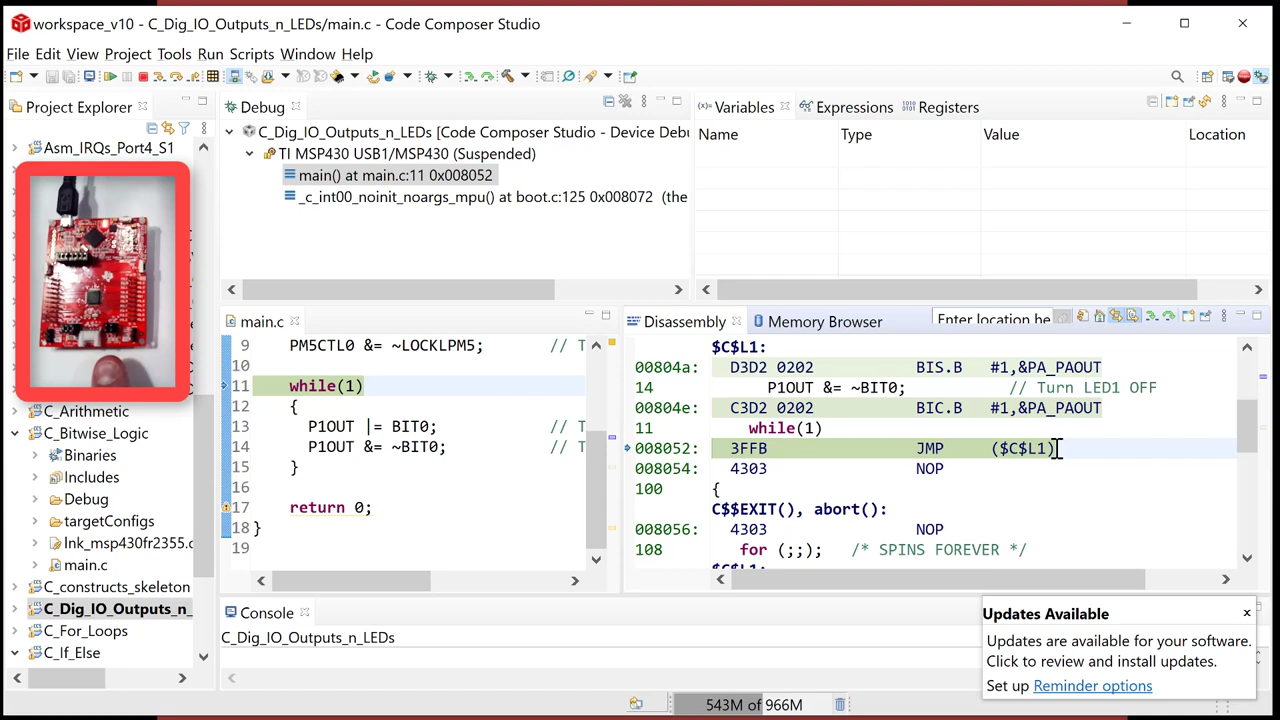 workspace_v10 - C_Dig_IO_Outputs_n_LEDs/main.c - Code Composer Studio
File Edit View Project Tools Run Scripts Window Help
Project Explorer
Asm_IRQs_Port4_S1
C_Arithmetic
C_Bitwise_Logic
Binaries
Includes
Debug
targetConfigs
lnk_msp430fr2355.c
main.c
C_constructs_skeleton
C_Dig_IO_Outputs_n_
C_For_Loops
C_If_Else
Debug
C_Dig_IO_Outputs_n_LEDs [Code Composer Studio - Device Debu
TI MSP430 USB1/MSP430 (Suspended)
main() at main.c:11 0x008052
_c_int00_noinit_noargs_mpu() at boot.c:125 0x008072 (the
Variables Expressions Registers
Name Type Value Location
main.c
9 PM5CTL0 &= ~LOCKLPM5; // T
10
11 while(1)
12 {
13 P1OUT |= BIT0; // T
14 P1OUT &= ~BIT0; // T
15 }
16
17 return 0;
18 }
19
Disassembly Memory Browser Enter location he
$C$L1:
00804a: D3D2 0202 BIS.B #1,&PA_PAOUT
14 P1OUT &= ~BIT0; // Turn LED1 OFF
00804e: C3D2 0202 BIC.B #1,&PA_PAOUT
11 while(1)
008052: 3FFB JMP ($C$L1)
008054: 4303 NOP
100 {
C$$EXIT(), abort():
008056: 4303 NOP
108 for (;;); /* SPINS FOREVER */
$C$L1:
Console
C_Dig_IO_Outputs_n_LEDs
Updates Available
Updates are available for your software.
Click to review and install updates.
Set up Reminder options
543M of 966M